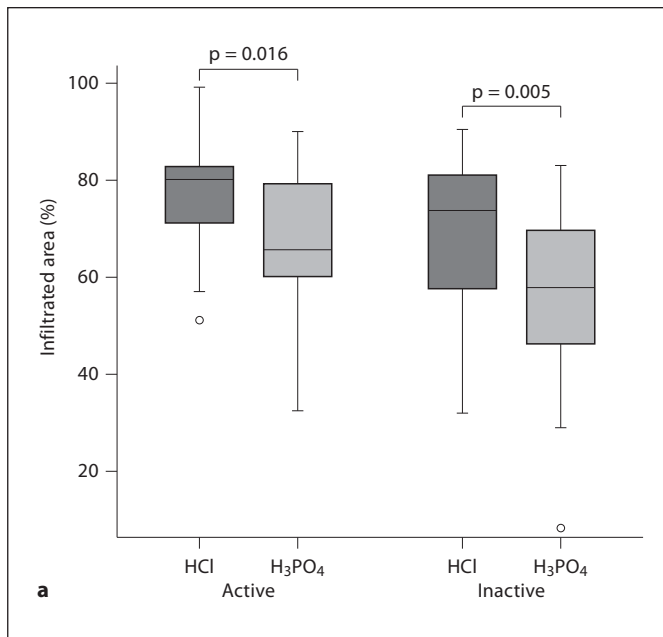 p = 0.016
p = 0.005
Infiltrated area (%)
100
80
60
40
20
HCl
H₃PO₄
HCl
H₃PO₄
Active
Inactive
a